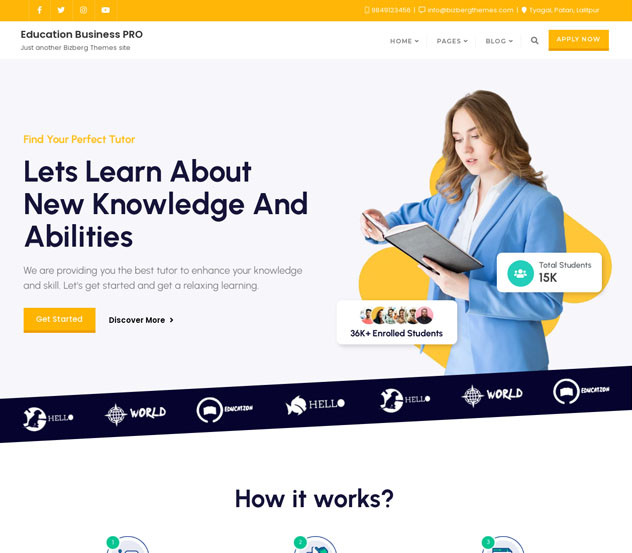 9849123456 | info@bizbergthemes.com | Tyagal, Patan, Lalitpur
Education Business PRO
Just another Bizberg Themes site
HOME PAGES BLOG
APPLY NOW
Find Your Perfect Tutor
Lets Learn About
New Knowledge And
Abilities
We are providing you the best tutor to enhance your knowledge
and skill. Let's get started and get a relaxing learning.
Get Started
Discover More
Total Students
15K
36K+ Enrolled Students
HELLO
WORLD
EDUCATION
HELLO
HELLO
WORLD
EDUCATION
How it works?
1
2
3